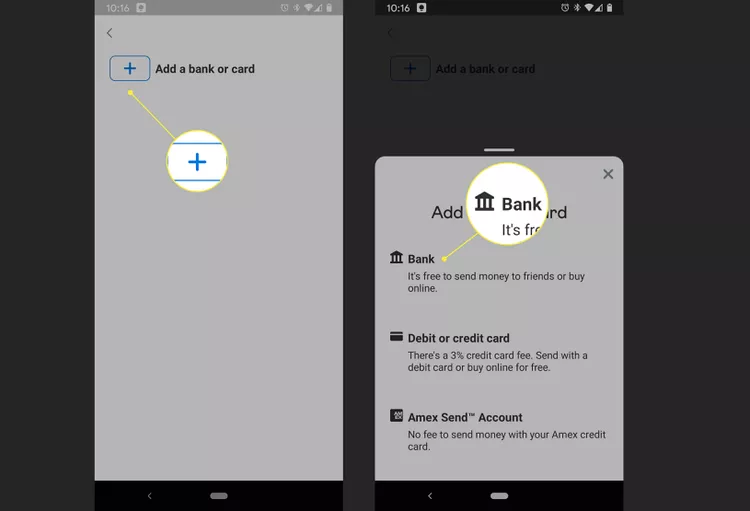 10:16
Add a bank or card
10:16
Add a bank or card
Add
rd
Bank
It's fr
Bank
It's free to send money to friends or buy
online.
Debit or credit card
There's a 3% credit card fee. Send with a
debit card or buy online for free.
Amex Send™ Account
No fee to send money with your Amex credit
card.